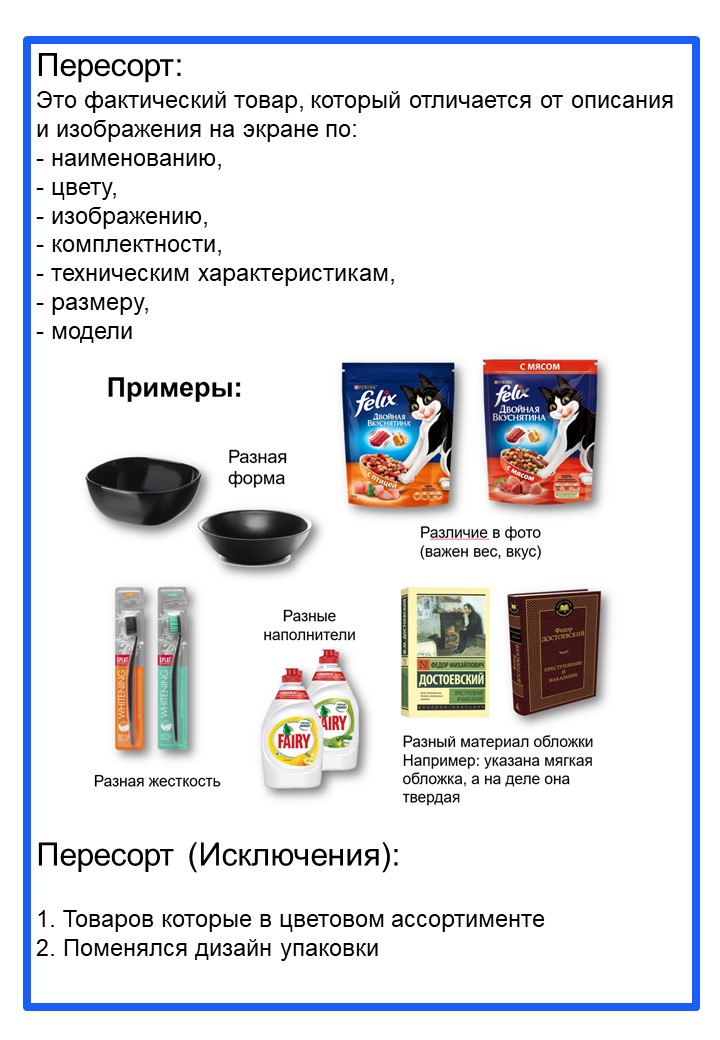 Пересорт:
Это фактический товар, который отличается от описания
и изображения на экране по:
- наименованию,
- цвету,
- изображению,
- комплектности,
- техническим характеристикам,
- размеру,
- модели
Примеры:
PURINA
felix
ДВОЙНАЯ
ВКУСНЯТИНА
с птицей
С МЯСОМ
PURINA
felix
ДВОЙНАЯ
ВКУСНЯТИНА
С МЯСОМ
100%
Разная
форма
Различие в фото
(важен вес, вкус)
SPLAT
WHITENING
SPLAT
WHITENING
Разная жесткость
Разные
наполнители
FAIRY
FAIRY
Ф. М. ДОСТОЕВСКИЙ
ФЕДОР МИХАЙЛОВИЧ
ДОСТОЕВСКИЙ
ПРЕСТУПЛЕНИЕ
И НАКАЗАНИЕ
Федор
ДОСТОЕВСКИЙ
ПРЕСТУПЛЕНИЕ
И
НАКАЗАНИЕ
Разный материал обложки
Например: указана мягкая
обложка, а на деле она
твердая
Пересорт (Исключения):
1. Товаров которые в цветовом ассортименте
2. Поменялся дизайн упаковки